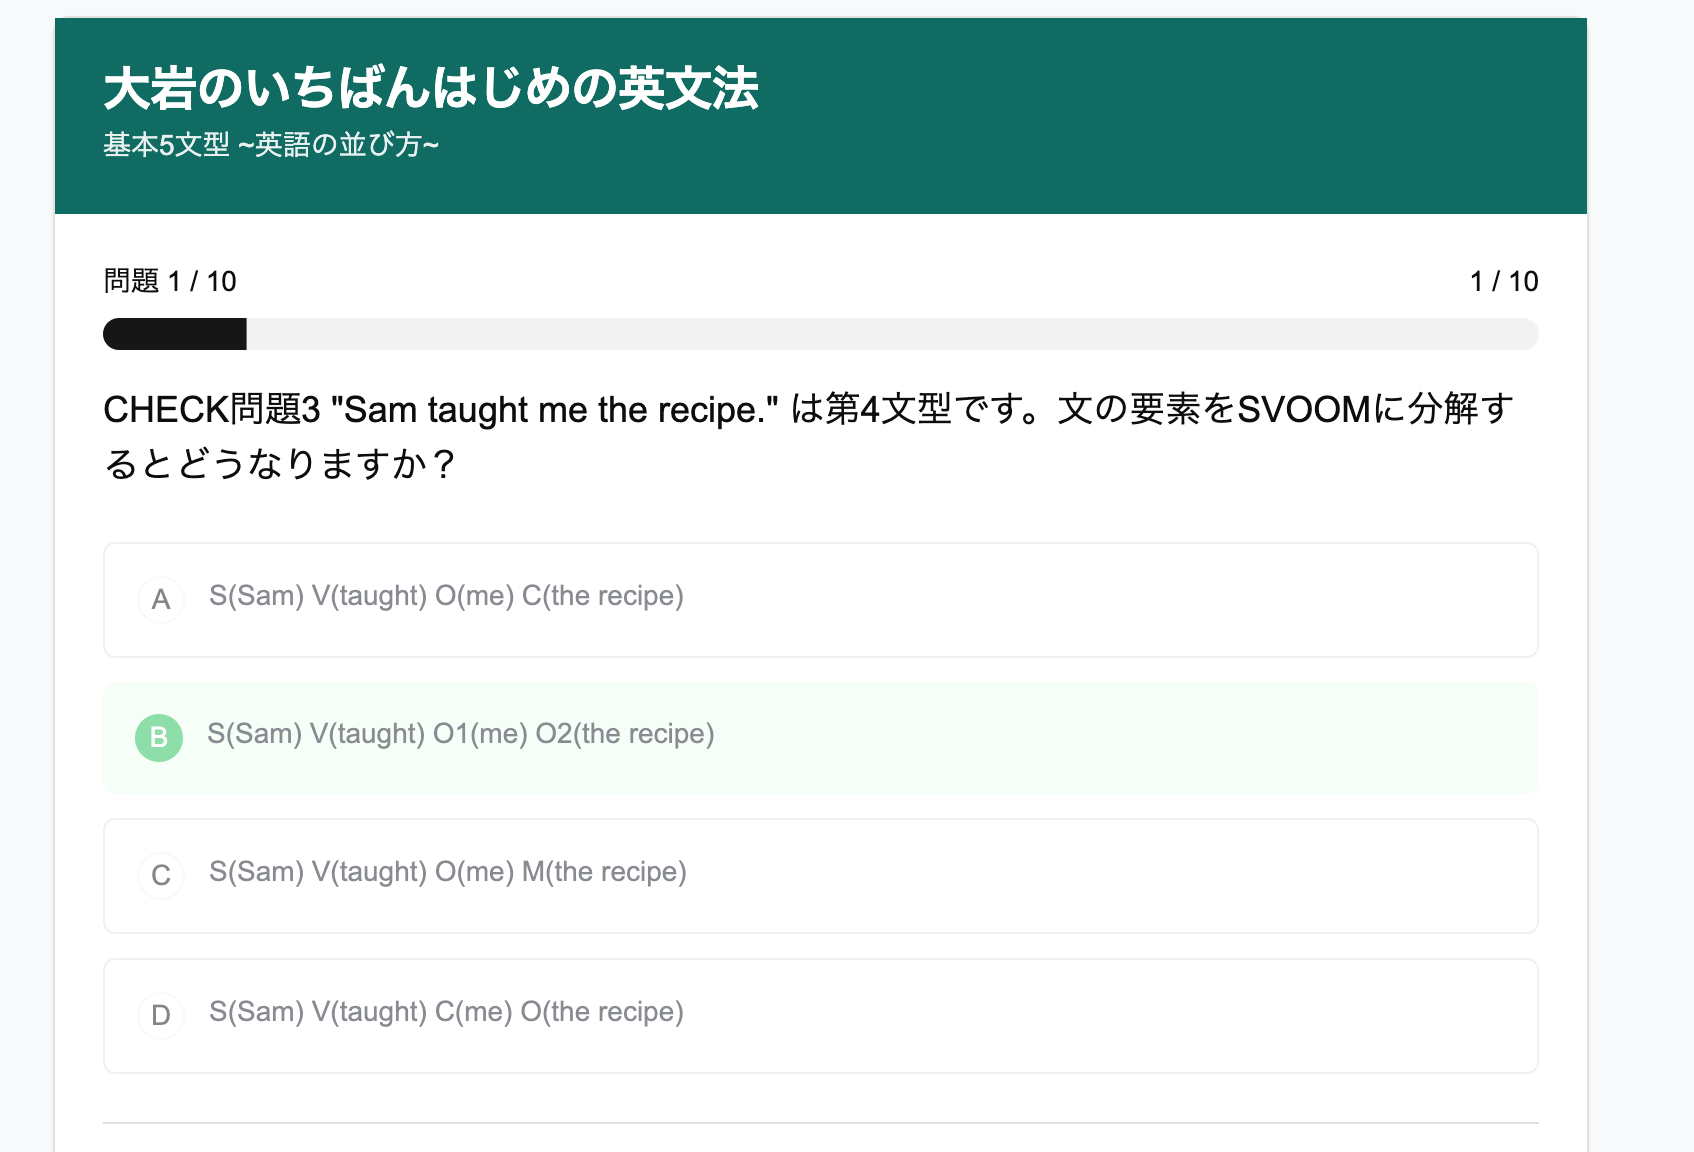 大岩のいちばんはじめの英文法
基本5文型 ~英語の並び方~
問題 1 / 10
1 / 10
CHECK問題3 "Sam taught me the recipe." は第4文型です。文の要素をSVOOMに分解す
るとどうなりますか？
A S(Sam) V(taught) O(me) C(the recipe)
B S(Sam) V(taught) O1(me) O2(the recipe)
C S(Sam) V(taught) O(me) M(the recipe)
D S(Sam) V(taught) C(me) O(the recipe)